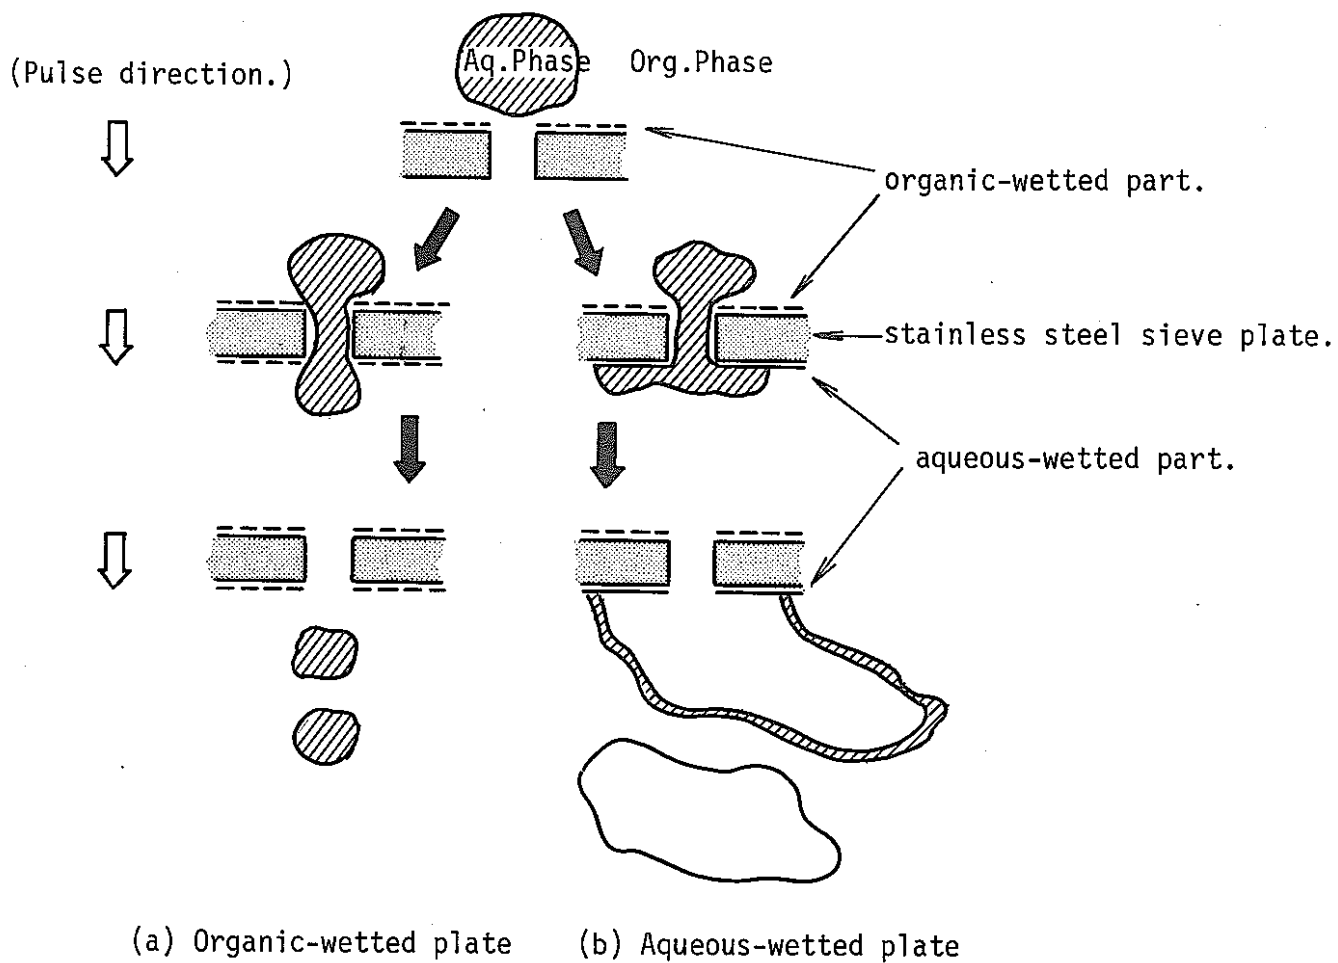 Aq.Phase Org.Phase
(Pulse direction.)
organic-wetted part.
stainless steel sieve plate.
aqueous-wetted part.
(a) Organic-wetted plate (b) Aqueous-wetted plate